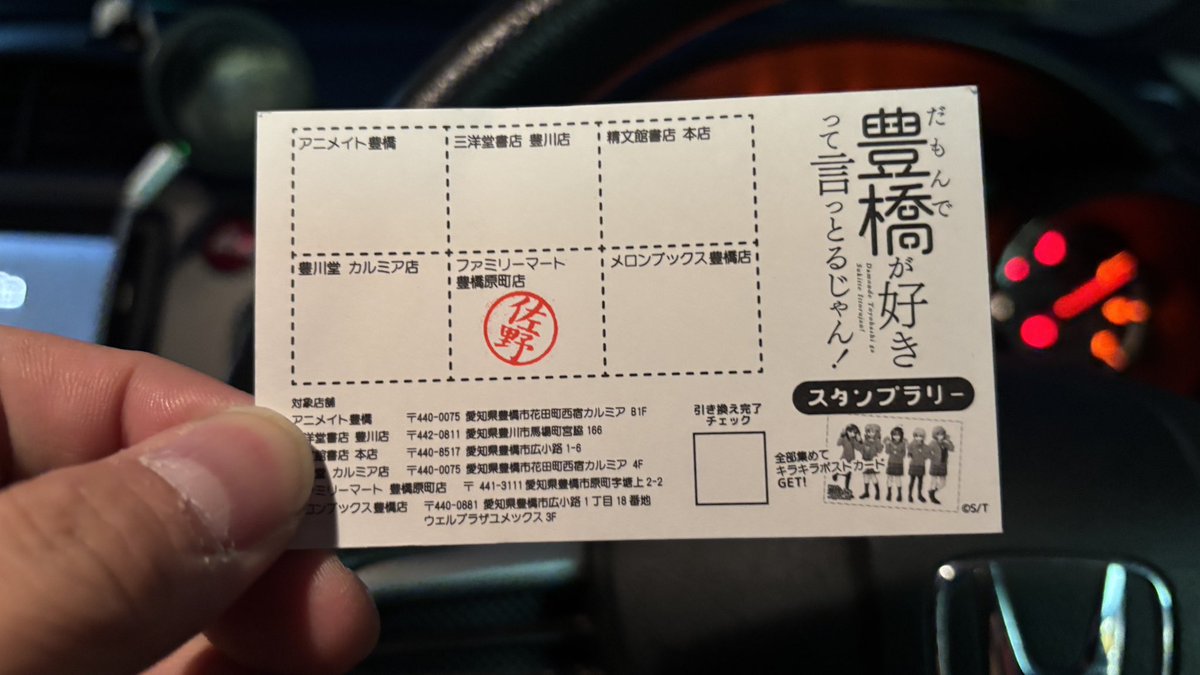 だもんで
豊橋が好き
って言っとるじゃん!
Damonde Toyohashi ga
Sukitte Ittorujan!
スタンプラリー
アニメイト豊橋
三洋堂書店 豊川店
精文館書店 本店
豊川堂 カルミア店
ファミリーマート
豊橋原町店
佐野
メロンブックス豊橋店
対象店舗
アニメイト豊橋 〒440-0075 愛知県豊橋市花田町西宿カルミア B1F
洋堂書店 豊川店 〒442-0811 愛知県豊川市馬場町宮脇 166
書店 本店 〒440-8517 愛知県豊橋市広小路 1-6
堂 カルミア店 〒440-0075 愛知県豊橋市花田町西宿カルミア 4F
ァミリーマート 豊橋原町店 〒 441-3111 愛知県豊橋市原町字塘上 2-2
ロンブックス豊橋店 〒440-0881 愛知県豊橋市広小路 1 丁目 18 番地
ウェルプラザユメックス 3F
引き換え完了
チェック
全部集めて
キラキラポストカード
GET!
©S/T